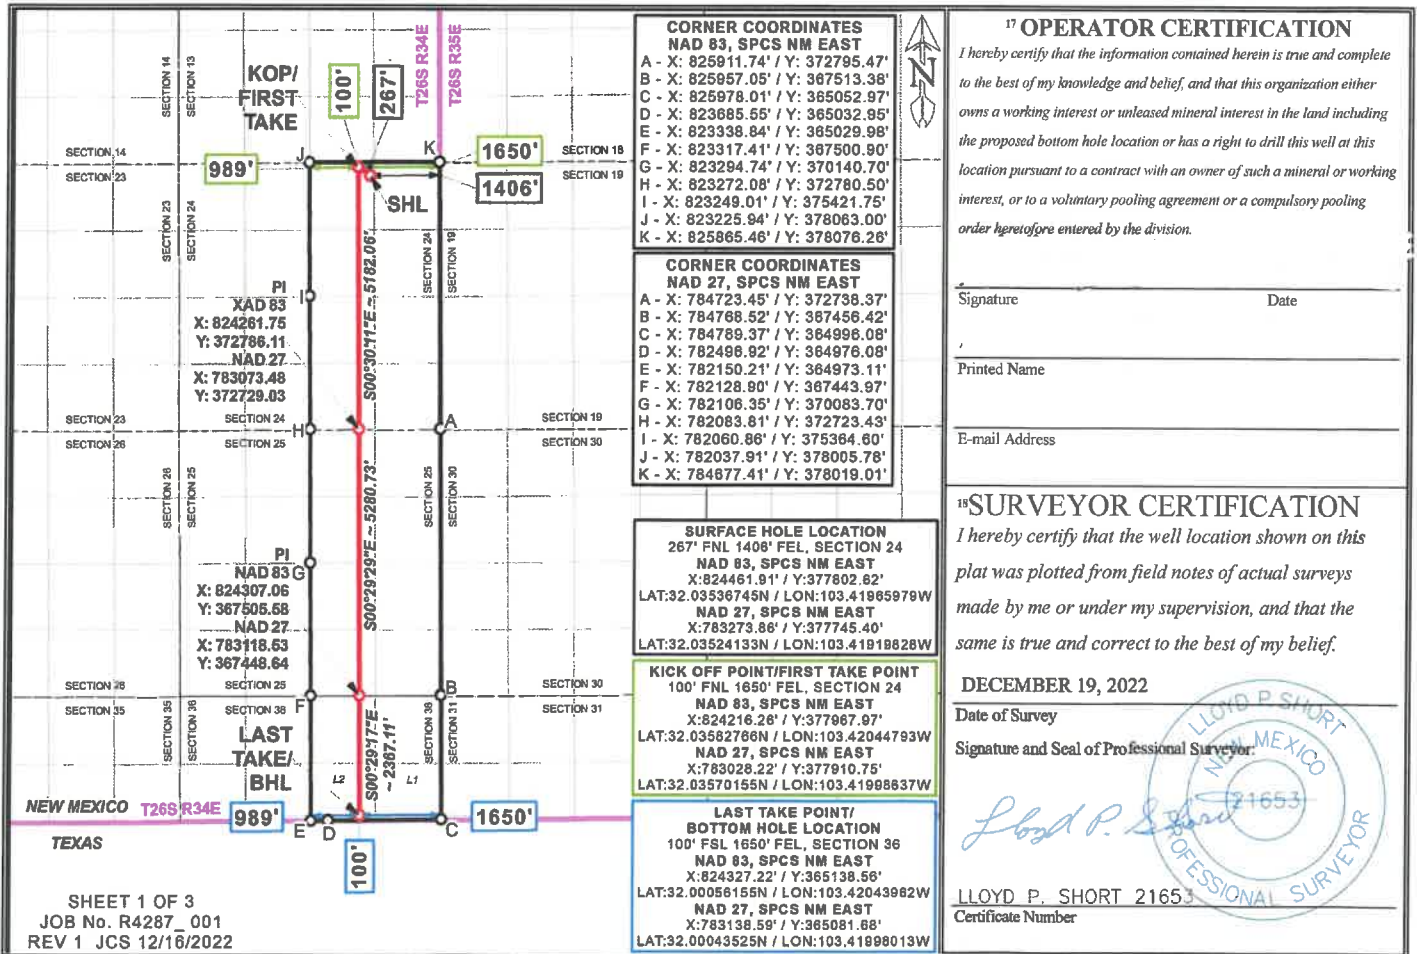 SECTION 14
SECTION 13
KOP/
FIRST
TAKE
100'
267'
T26S R34E
T26S R35E
SECTION 14
SECTION 23
989'
J
K
1650'
1406'
SECTION 18
SECTION 19
SHL
SECTION 23
SECTION 24
SECTION 24
SECTION 19
S00°30'11"E ~ 5182.06'
PI
I
XAD 83
X: 824261.75
Y: 372786.11
NAD 27
X: 783073.48
Y: 372729.03
SECTION 23
SECTION 26
SECTION 24
SECTION 25
H
A
SECTION 19
SECTION 30
SECTION 26
SECTION 25
SECTION 25
SECTION 30
S00°29'29"E ~ 5280.73'
PI
NAD 83
G
X: 824307.06
Y: 367505.58
NAD 27
X: 783118.53
Y: 367448.64
SECTION 26
SECTION 35
SECTION 25
SECTION 36
F
B
SECTION 30
SECTION 31
SECTION 35
SECTION 36
SECTION 36
SECTION 31
LAST
TAKE/
BHL
S00°29'17"E
~ 2367.11'
L2
L1
NEW MEXICO
T26S R34E
TEXAS
989'
E
D
C
1650'
100'
SHEET 1 OF 3
JOB No. R4287_001
REV 1 JCS 12/16/2022
CORNER COORDINATES
NAD 83, SPCS NM EAST
A - X: 825911.74' / Y: 372795.47'
B - X: 825957.05' / Y: 367513.38'
C - X: 825978.01' / Y: 365052.97'
D - X: 823685.55' / Y: 365032.95'
E - X: 823338.84' / Y: 365029.98'
F - X: 823317.41' / Y: 367500.90'
G - X: 823294.74' / Y: 370140.70'
H - X: 823272.08' / Y: 372780.50'
I - X: 823249.01' / Y: 375421.75'
J - X: 823225.94' / Y: 378063.00'
K - X: 825865.46' / Y: 378076.26'
N
CORNER COORDINATES
NAD 27, SPCS NM EAST
A - X: 784723.45' / Y: 372738.37'
B - X: 784768.52' / Y: 367456.42'
C - X: 784789.37' / Y: 364996.08'
D - X: 782496.92' / Y: 364976.08'
E - X: 782150.21' / Y: 364973.11'
F - X: 782128.90' / Y: 367443.97'
G - X: 782106.35' / Y: 370083.70'
H - X: 782083.81' / Y: 372723.43'
I - X: 782060.86' / Y: 375364.60'
J - X: 782037.91' / Y: 378005.78'
K - X: 784677.41' / Y: 378019.01'
SURFACE HOLE LOCATION
267' FNL 1406' FEL, SECTION 24
NAD 83, SPCS NM EAST
X:824461.91' / Y:377802.62'
LAT:32.03536745N / LON:103.41965979W
NAD 27, SPCS NM EAST
X:783273.86' / Y:377745.40'
LAT:32.03524133N / LON:103.41919828W
KICK OFF POINT/FIRST TAKE POINT
100' FNL 1650' FEL, SECTION 24
NAD 83, SPCS NM EAST
X:824216.26' / Y:377967.97'
LAT:32.03582766N / LON:103.42044793W
NAD 27, SPCS NM EAST
X:783028.22' / Y:377910.75'
LAT:32.03570155N / LON:103.41998637W
LAST TAKE POINT/
BOTTOM HOLE LOCATION
100' FSL 1650' FEL, SECTION 36
NAD 83, SPCS NM EAST
X:824327.22' / Y:365138.56'
LAT:32.00056155N / LON:103.42043982W
NAD 27, SPCS NM EAST
X:783138.59' / Y:365081.68'
LAT:32.00043525N / LON:103.41998013W
17 OPERATOR CERTIFICATION
I hereby certify that the information contained herein is true and complete
to the best of my knowledge and belief, and that this organization either
owns a working interest or unleased mineral interest in the land including
the proposed bottom hole location or has a right to drill this well at this
location pursuant to a contract with an owner of such a mineral or working
interest, or to a voluntary pooling agreement or a compulsory pooling
order heretofore entered by the division.
Signature Date
Printed Name
E-mail Address
18 SURVEYOR CERTIFICATION
I hereby certify that the well location shown on this
plat was plotted from field notes of actual surveys
made by me or under my supervision, and that the
same is true and correct to the best of my belief.
DECEMBER 19, 2022
Date of Survey
Signature and Seal of Professional Surveyor:
LLOYD P SHORT
NEW MEXICO
21653
PROFESSIONAL SURVEYOR
Lloyd P. Short
LLOYD P. SHORT 21653
Certificate Number